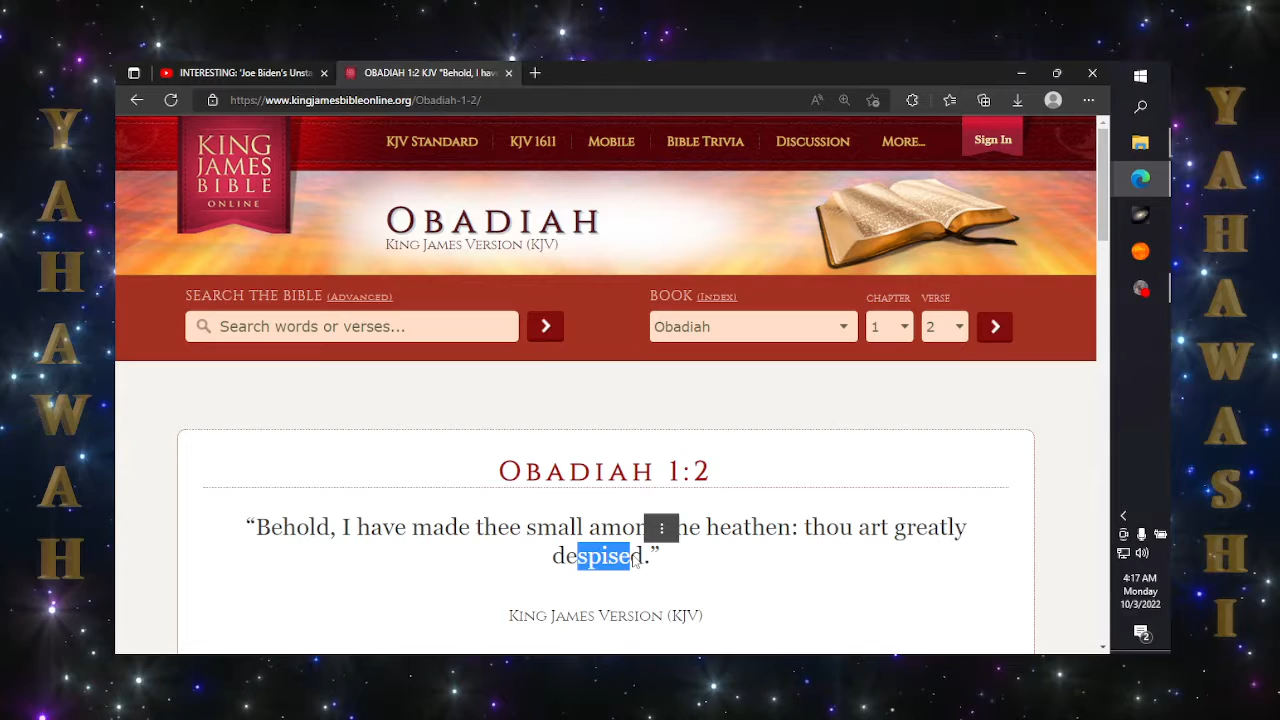 YAHAWAH
YAHAWASHI
INTERESTING: 'Joe Biden's Unsta
OBADIAH 1:2 KJV "Behold, I hav
https://www.kingjamesbibleonline.org/Obadiah-1-2/
KING
JAMES
BIBLE
ONLINE
KJV STANDARD
KJV 1611
MOBILE
BIBLE TRIVIA
DISCUSSION
MORE...
Sign In
OBADIAH
KING JAMES VERSION (KJV)
SEARCH THE BIBLE (ADVANCED)
BOOK (INDEX)
CHAPTER
VERSE
Search words or verses...
Obadiah
1
2
OBADIAH 1:2
“Behold, I have made thee small among the heathen: thou art greatly
despised.”
KING JAMES VERSION (KJV)
4:17 AM
Monday
10/3/2022
2